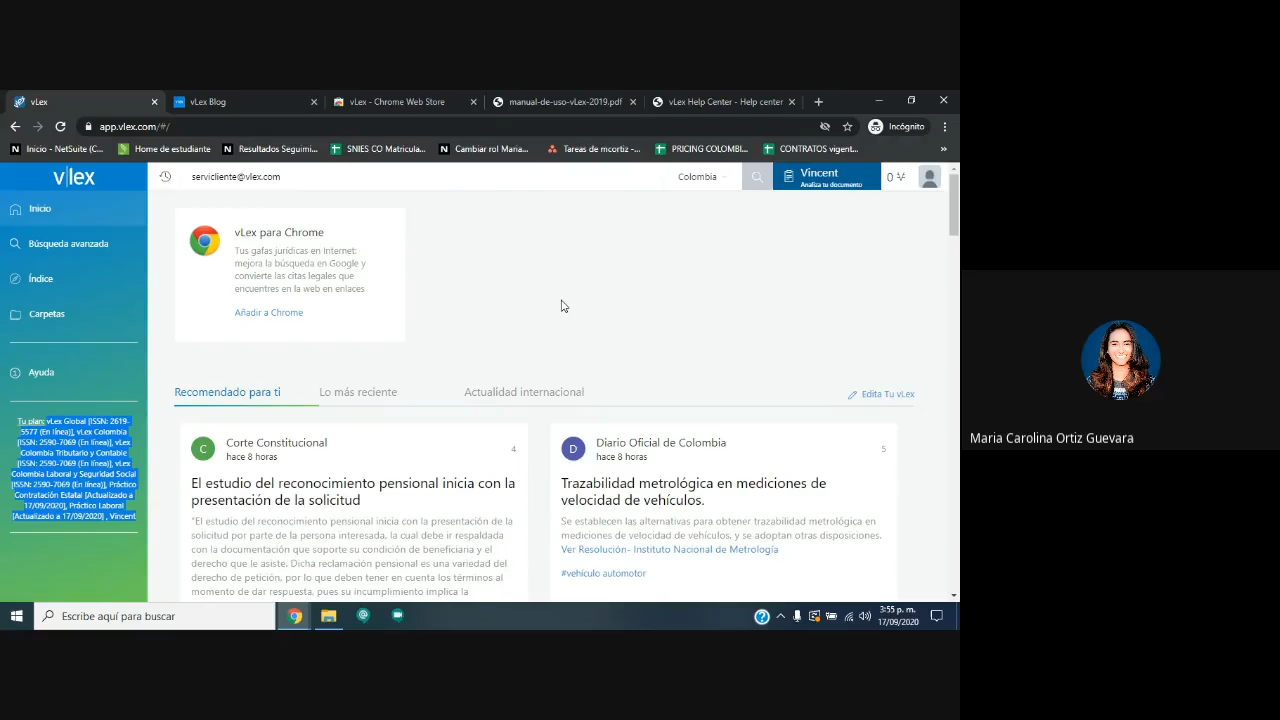 vLex
vLex Blog
vLex - Chrome Web Store
manual-de-uso-vLex-2019.pdf
vLex Help Center - Help center
app.vlex.com/#/
Incógnito
Inicio - NetSuite (C...
Home de estudiante
Resultados Seguimi...
SNIES CO Matricula...
Cambiar rol Maria...
Tareas de mcortiz -...
PRICING COLOMBI...
CONTRATOS vigent...
»
v|lex
servicliente@vlex.com
Colombia
Vincent
Analiza tu documento
0
Inicio
Búsqueda avanzada
Índice
Carpetas
Ayuda
Tu plan: vLex Global [ISSN: 2619-
5577 (En línea)], vLex Colombia
[ISSN: 2590-7069 (En línea)], vLex
Colombia Tributario y Contable
[ISSN: 2590-7069 (En línea)], vLex
Colombia Laboral y Seguridad Social
[ISSN: 2590-7069 (En línea)], Práctico
Contratación Estatal [Actualizado a
17/09/2020], Práctico Laboral
[Actualizado a 17/09/2020] , Vincent
vLex para Chrome
Tus gafas jurídicas en Internet:
mejora la búsqueda en Google y
convierte las citas legales que
encuentres en la web en enlaces
Añadir a Chrome
Recomendado para ti
Lo más reciente
Actualidad internacional
Edita Tu vLex
C
Corte Constitucional
hace 8 horas
4
El estudio del reconocimiento pensional inicia con la
presentación de la solicitud
"El estudio del reconocimiento pensional inicia con la presentación de la
solicitud por parte de la persona interesada, la cual debe ir respaldada
con la documentación que soporte su condición de beneficiaria y el
derecho que le asiste. Dicha reclamación pensional es una variedad del
derecho de petición, por lo que deben tener en cuenta los términos al
momento de dar respuesta, pues su incumplimiento implica la
D
Diario Oficial de Colombia
hace 8 horas
5
Trazabilidad metrológica en mediciones de
velocidad de vehículos.
Se establecen las alternativas para obtener trazabilidad metrológica en
mediciones de velocidad de vehículos, y se adoptan otras disposiciones.
Ver Resolución- Instituto Nacional de Metrología
#vehículo automotor
Escribe aquí para buscar
3:55 p. m.
17/09/2020
Maria Carolina Ortiz Guevara